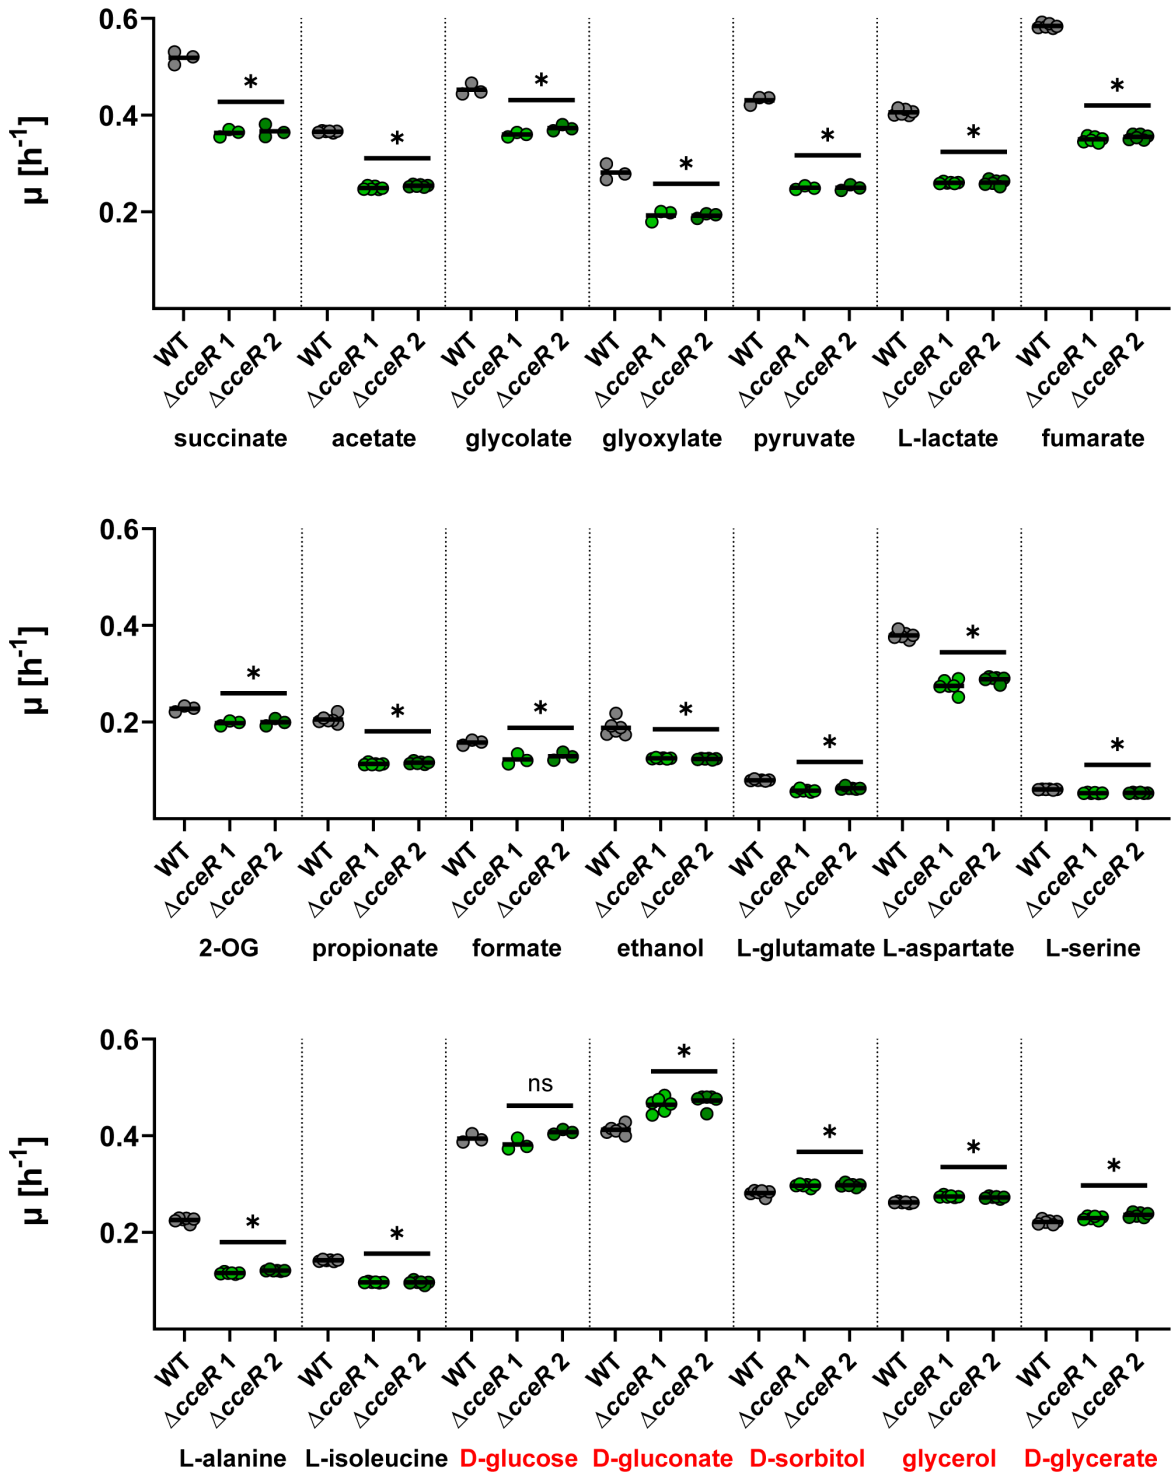 0.6
0.4
0.2
μ [h⁻¹]
* * * * * * *
WT ΔcceR 1 ΔcceR 2 WT ΔcceR 1 ΔcceR 2 WT ΔcceR 1 ΔcceR 2 WT ΔcceR 1 ΔcceR 2 WT ΔcceR 1 ΔcceR 2 WT ΔcceR 1 ΔcceR 2 WT ΔcceR 1 ΔcceR 2
succinate acetate glycolate glyoxylate pyruvate L-lactate fumarate
0.6
0.4
0.2
μ [h⁻¹]
* * * * * * *
WT ΔcceR 1 ΔcceR 2 WT ΔcceR 1 ΔcceR 2 WT ΔcceR 1 ΔcceR 2 WT ΔcceR 1 ΔcceR 2 WT ΔcceR 1 ΔcceR 2 WT ΔcceR 1 ΔcceR 2 WT ΔcceR 1 ΔcceR 2
2-OG propionate formate ethanol L-glutamate L-aspartate L-serine
0.6
0.4
0.2
μ [h⁻¹]
* * ns * * * *
WT ΔcceR 1 ΔcceR 2 WT ΔcceR 1 ΔcceR 2 WT ΔcceR 1 ΔcceR 2 WT ΔcceR 1 ΔcceR 2 WT ΔcceR 1 ΔcceR 2 WT ΔcceR 1 ΔcceR 2 WT ΔcceR 1 ΔcceR 2
L-alanine L-isoleucine D-glucose D-gluconate D-sorbitol glycerol D-glycerate